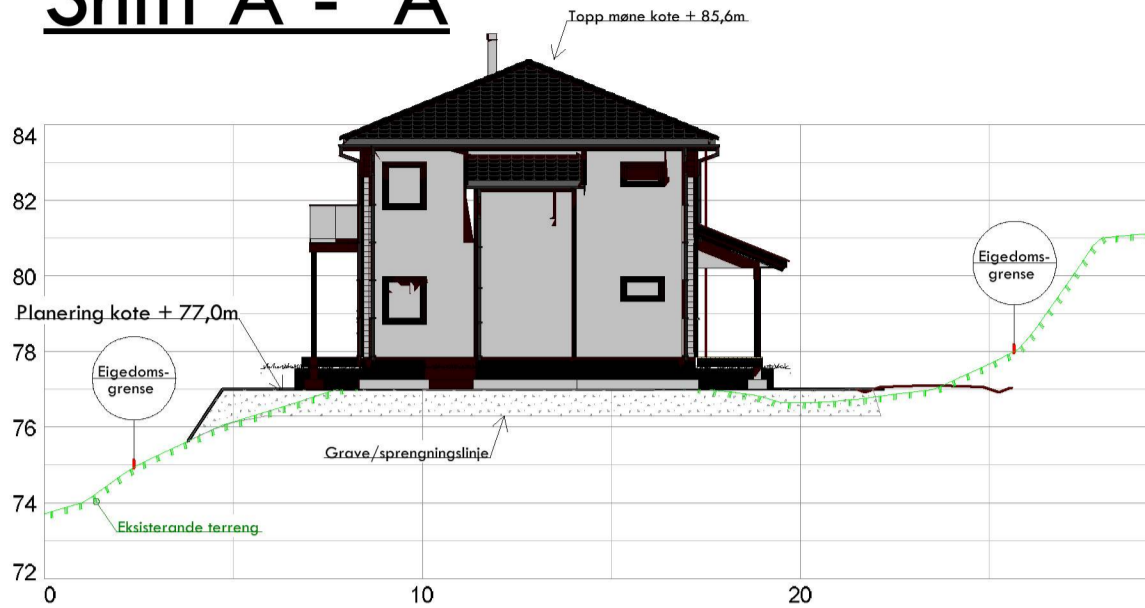 Snitt A - A
Topp møne kote + 85,6m
84
82
80
78
76
74
72
Eigedoms-
grense
Planering kote + 77,0m
Eigedoms-
grense
Grave/sprengningslinje
Eksisterande terreng
0
10
20